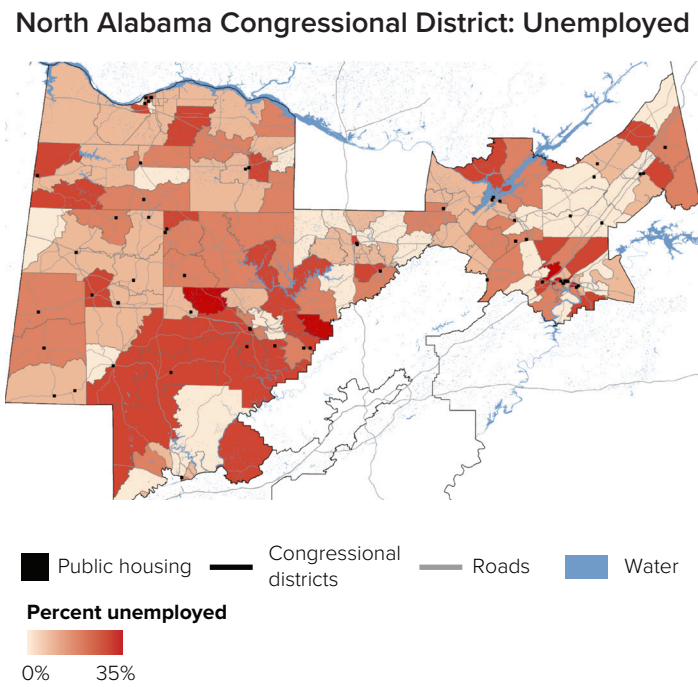 North Alabama Congressional District: Unemployed
Public housing
Congressional
districts
Roads
Water
Percent unemployed
0%
35%